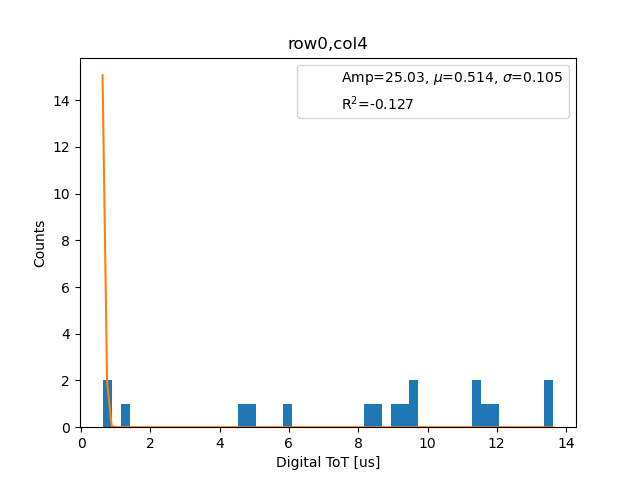 row0,col4
Amp=25.03, μ=0.514, σ=0.105
R²=-0.127
14
12
10
8
6
4
2
0
Counts
0 2 4 6 8 10 12 14
Digital ToT [us]